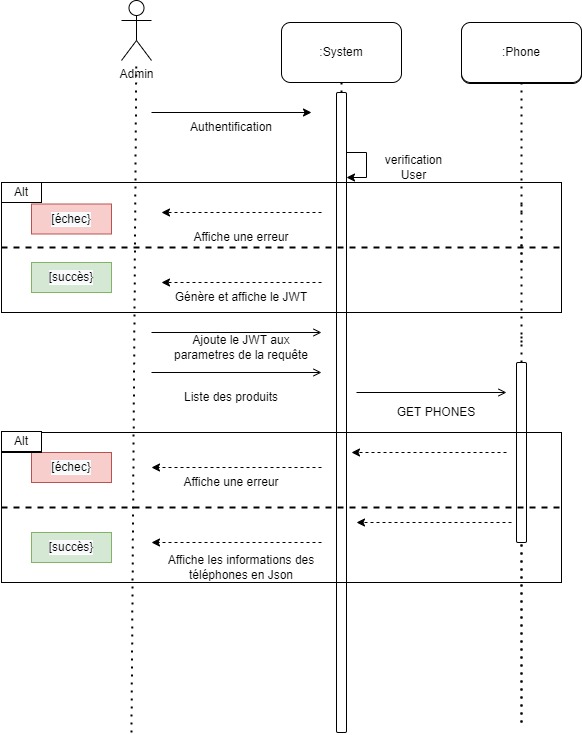 :System
:Phone
Admin
Authentification
verification
User
Alt
[échec}
Affiche une erreur
[succès}
Génère et affiche le JWT
Ajoute le JWT aux
parametres de la requête
Liste des produits
GET PHONES
Alt
[échec}
Affiche une erreur
[succès}
Affiche les informations des
téléphones en Json